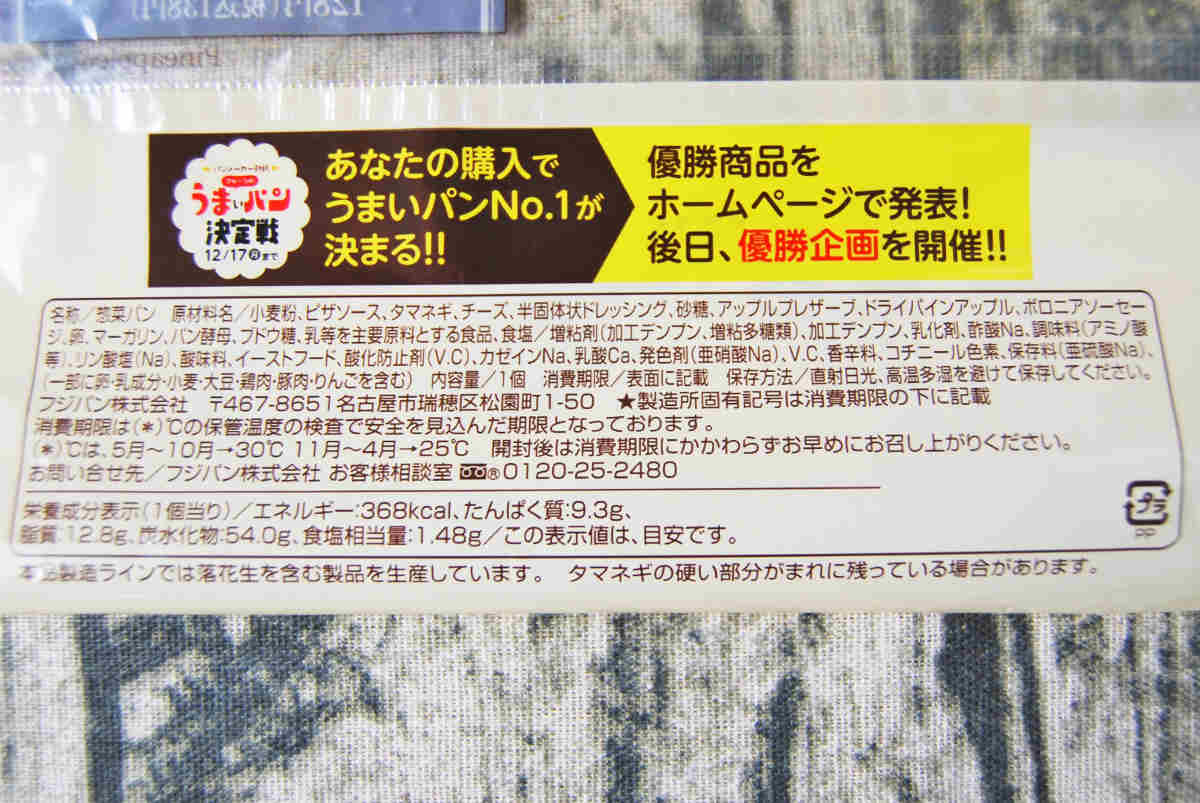 128円(税込138円)
Pineapp
うまいパン
決定戦
12/17㊊まで
あなたの購入で
うまいパンNo.1が
決まる!!
優勝商品を
ホームページで発表!
後日、優勝企画を開催!!
名称／惣菜パン 原材料名／小麦粉、ピザソース、タマネギ、チーズ、半固体状ドレッシング、砂糖、アップルプレザーブ、ドライパインアップル、ボロニアソーセー
ジ、卵、マーガリン、パン酵母、ブドウ糖、乳等を主要原料とする食品、食塩／増粘剤(加工デンプン、増粘多糖類)、加工デンプン、乳化剤、酢酸Na、調味料(アミノ酸
等)、リン酸塩(Na)、酸味料、イーストフード、酸化防止剤(V.C)、カゼインNa、乳酸Ca、発色剤(亜硝酸Na)、V.C、香辛料、コチニール色素、保存料(亜硫酸Na)、
(一部に卵・乳成分・小麦・大豆・鶏肉・豚肉・りんごを含む) 内容量／1個 消費期限／表面に記載 保存方法／直射日光、高温多湿を避けて保存してください。
フジパン株式会社 〒467-8651名古屋市瑞穂区松園町1-50 ★製造所固有記号は消費期限の下に記載
消費期限は(*)℃の保管温度の検査で安全を見込んだ期限となっております。
(*)℃は、5月～10月→30℃ 11月～4月→25℃ 開封後は消費期限にかかわらずお早めにお召し上がりください。
お問い合せ先／フジパン株式会社 お客様相談室 ®0120-25-2480
栄養成分表示(1個当り)／エネルギー:368kcal、たんぱく質:9.3g、
脂質:12.8g、炭水化物:54.0g、食塩相当量:1.48g／この表示値は、目安です。
プラ
PP
本品製造ラインでは落花生を含む製品を生産しています。 タマネギの硬い部分がまれに残っている場合があります。